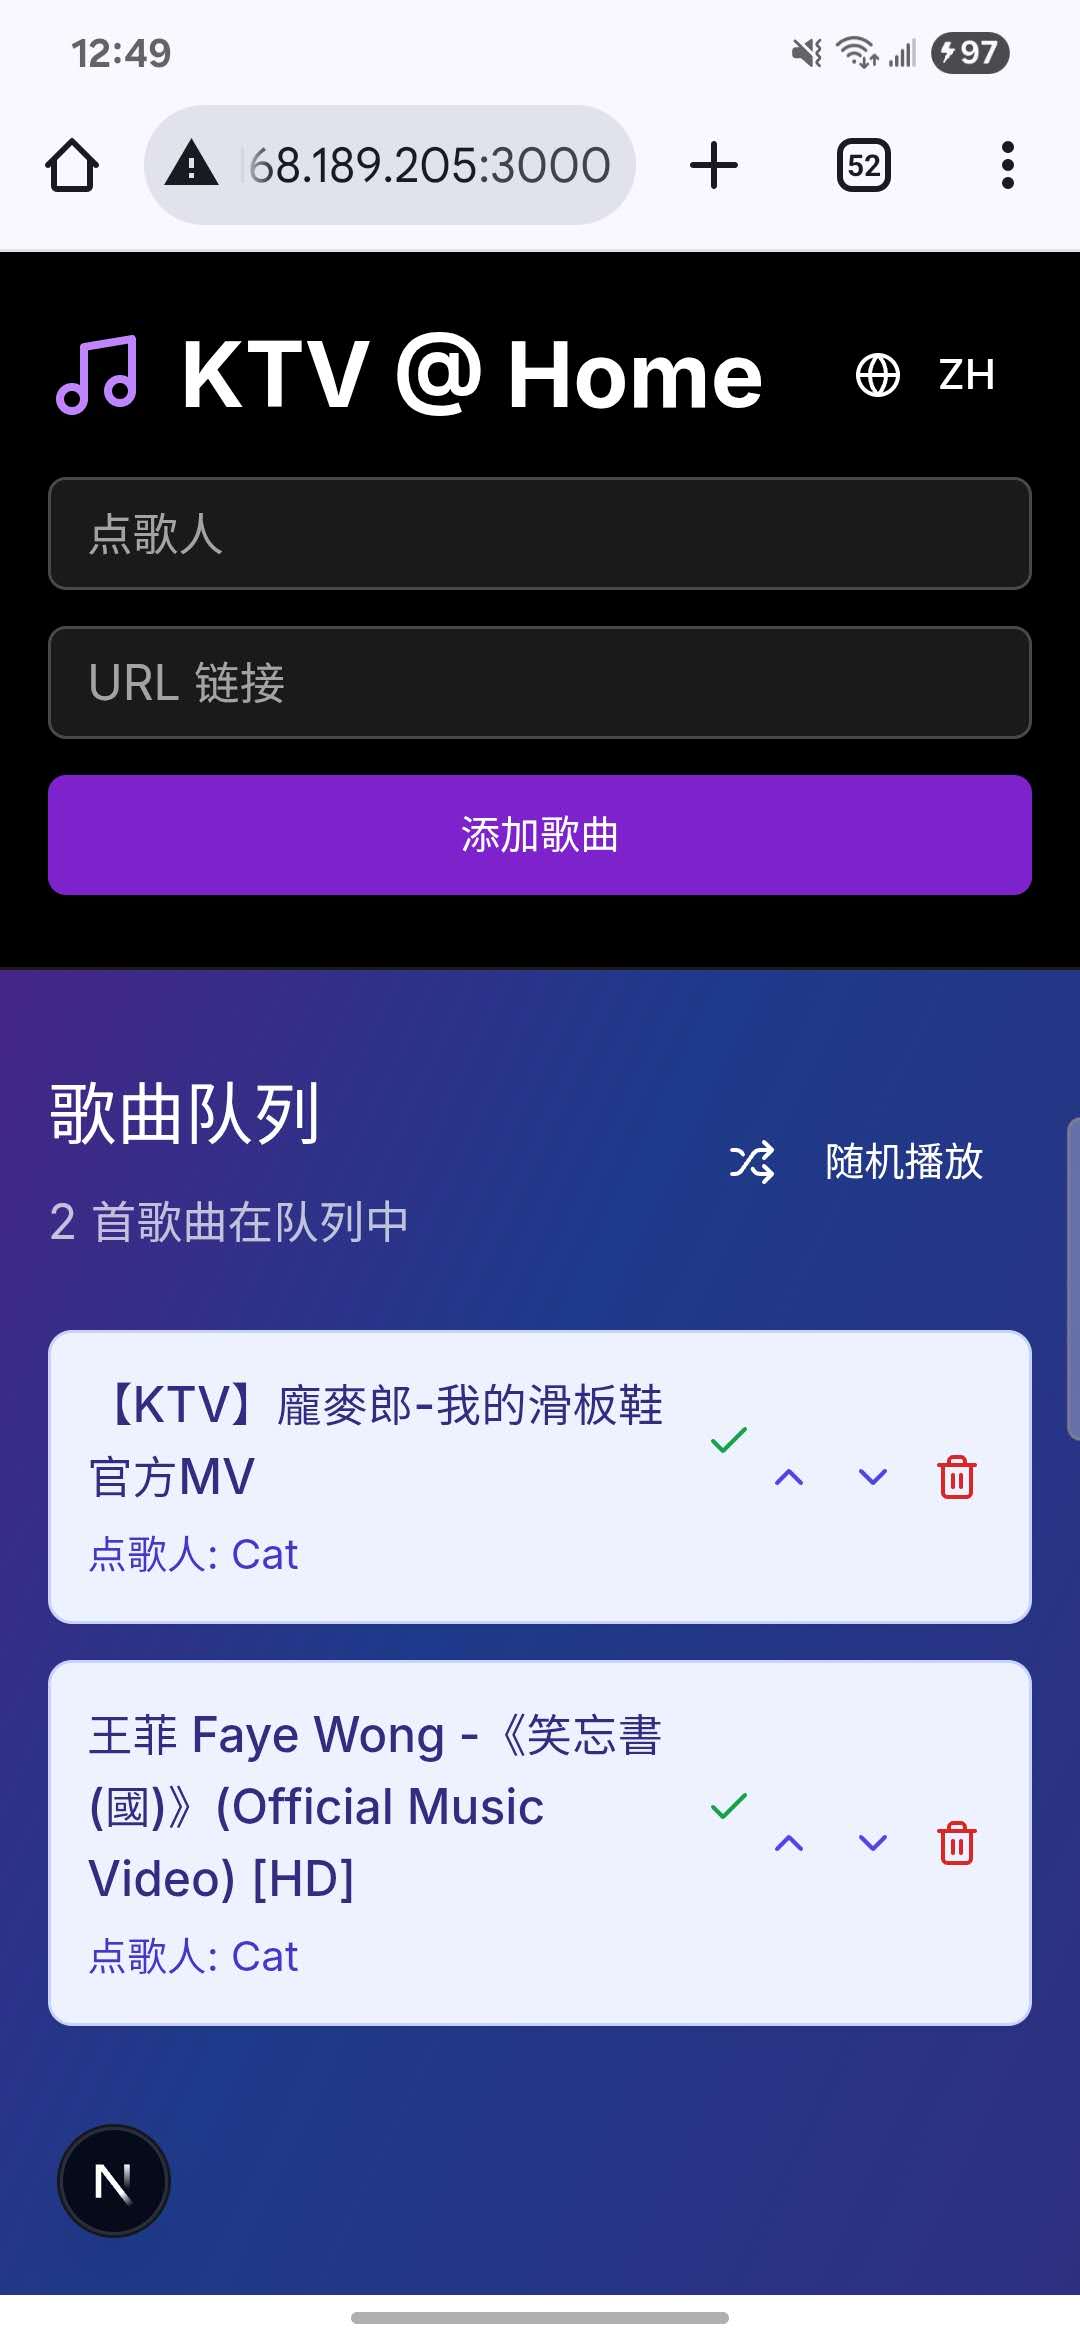 12:49
97
68.189.205:3000
52
KTV @ Home
ZH
点歌人
URL 链接
添加歌曲
歌曲队列
随机播放
2 首歌曲在队列中
【KTV】龐麥郎-我的滑板鞋
官方MV
点歌人: Cat
王菲 Faye Wong -《笑忘書
(國)》(Official Music
Video) [HD]
点歌人: Cat
N